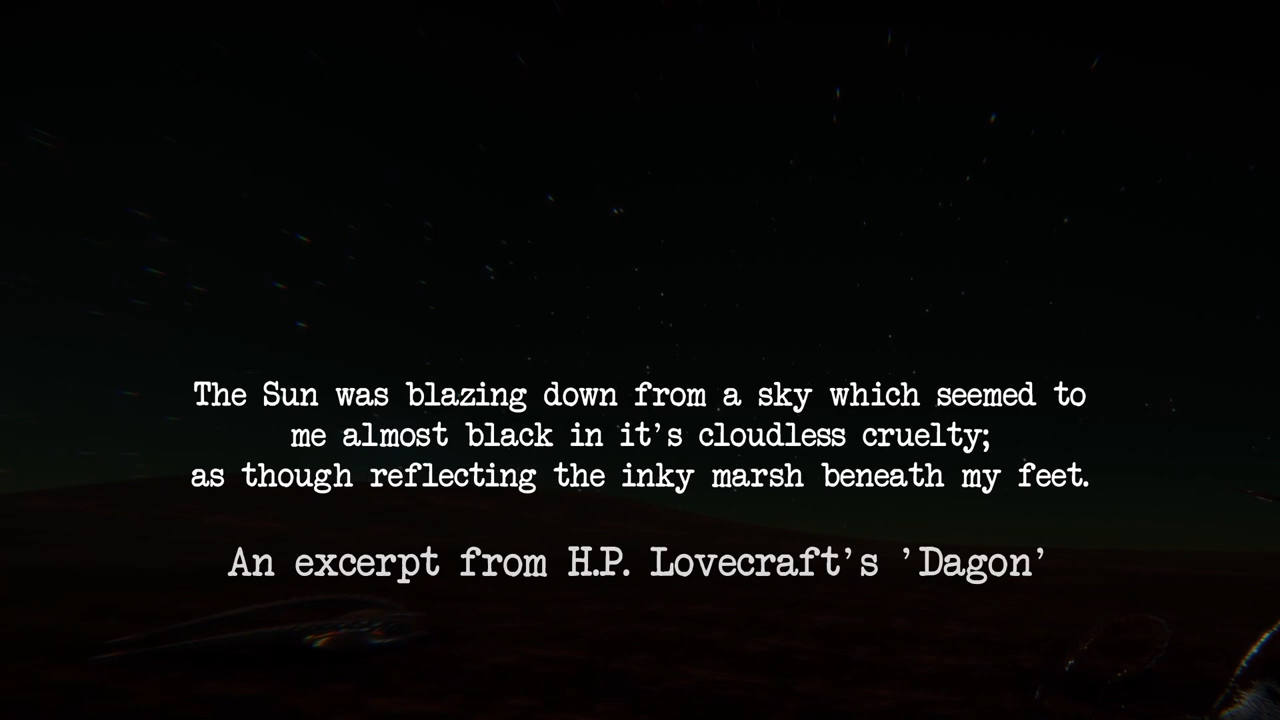 The Sun was blazing down from a sky which seemed to
me almost black in it's cloudless cruelty;
as though reflecting the inky marsh beneath my feet.
An excerpt from H.P. Lovecraft's 'Dagon'